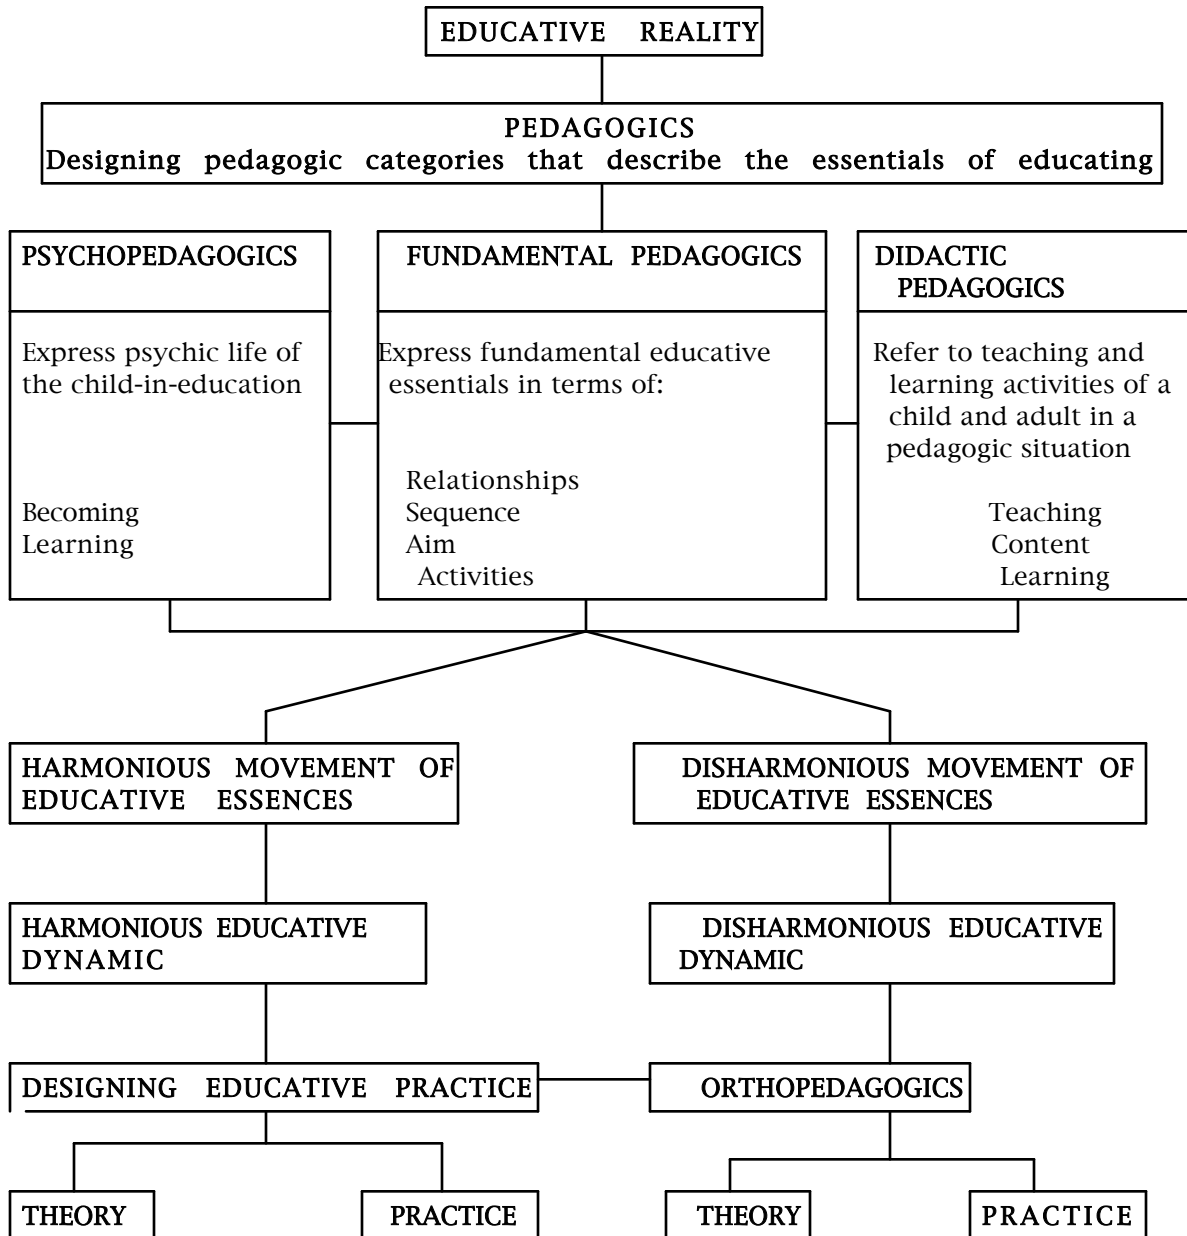 EDUCATIVE REALITY
PEDAGOGICS
Designing pedagogic categories that describe the essentials of educating
PSYCHOPEDAGOGICS
Express psychic life of
the child-in-education
Becoming
Learning
FUNDAMENTAL PEDAGOGICS
Express fundamental educative
essentials in terms of:
Relationships
Sequence
Aim
Activities
DIDACTIC
PEDAGOGICS
Refer to teaching and
learning activities of a
child and adult in a
pedagogic situation
Teaching
Content
Learning
HARMONIOUS MOVEMENT OF
EDUCATIVE ESSENCES
DISHARMONIOUS MOVEMENT OF
EDUCATIVE ESSENCES
HARMONIOUS EDUCATIVE
DYNAMIC
DISHARMONIOUS EDUCATIVE
DYNAMIC
DESIGNING EDUCATIVE PRACTICE
ORTHOPEDAGOGICS
THEORY
PRACTICE
THEORY
PRACTICE